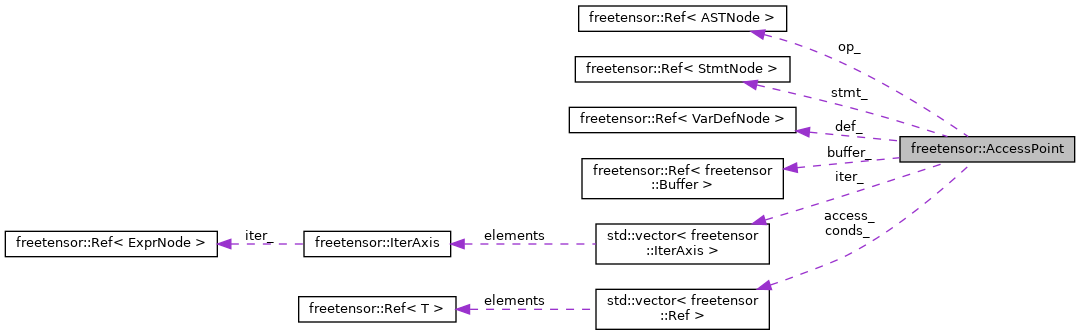 freetensor::Ref< ASTNode >
op_
freetensor::Ref< StmtNode >
stmt_
freetensor::Ref< VarDefNode >
def_
freetensor::AccessPoint
buffer_
freetensor::Ref< freetensor
::Buffer >
iter_
access_
conds_
freetensor::Ref< ExprNode >
iter_
freetensor::IterAxis
elements
std::vector< freetensor
::IterAxis >
freetensor::Ref< T >
elements
std::vector< freetensor
::Ref >